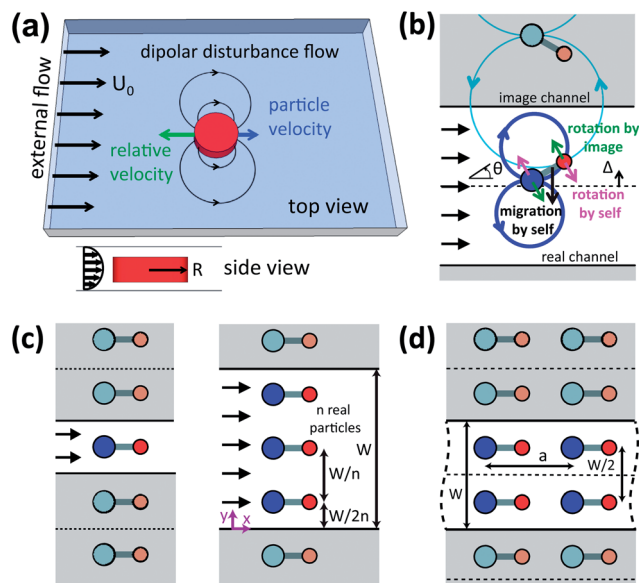 (a)
external flow
U0
dipolar disturbance flow
particle
velocity
relative
velocity
top view
R
side view
(b)
image channel
rotation by
image
θ
Δ
migration
by self
rotation
by self
real channel
(c)
n real
particles
W
W/n
W/2n
y
x
(d)
a
W
W/2